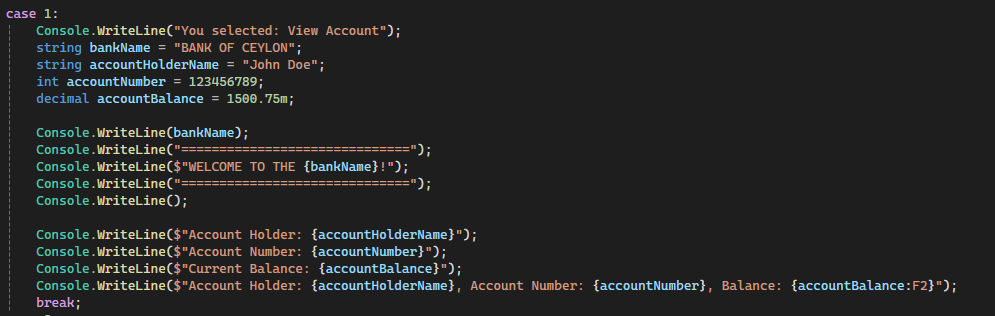 case 1:
    Console.WriteLine("You selected: View Account");
    string bankName = "BANK OF CEYLON";
    string accountHolderName = "John Doe";
    int accountNumber = 123456789;
    decimal accountBalance = 1500.75m;

    Console.WriteLine(bankName);
    Console.WriteLine("==============================");
    Console.WriteLine($"WELCOME TO THE {bankName}!");
    Console.WriteLine("==============================");
    Console.WriteLine();

    Console.WriteLine($"Account Holder: {accountHolderName}");
    Console.WriteLine($"Account Number: {accountNumber}");
    Console.WriteLine($"Current Balance: {accountBalance}");
    Console.WriteLine($"Account Holder: {accountHolderName}, Account Number: {accountNumber}, Balance: {accountBalance:F2}");
    break;